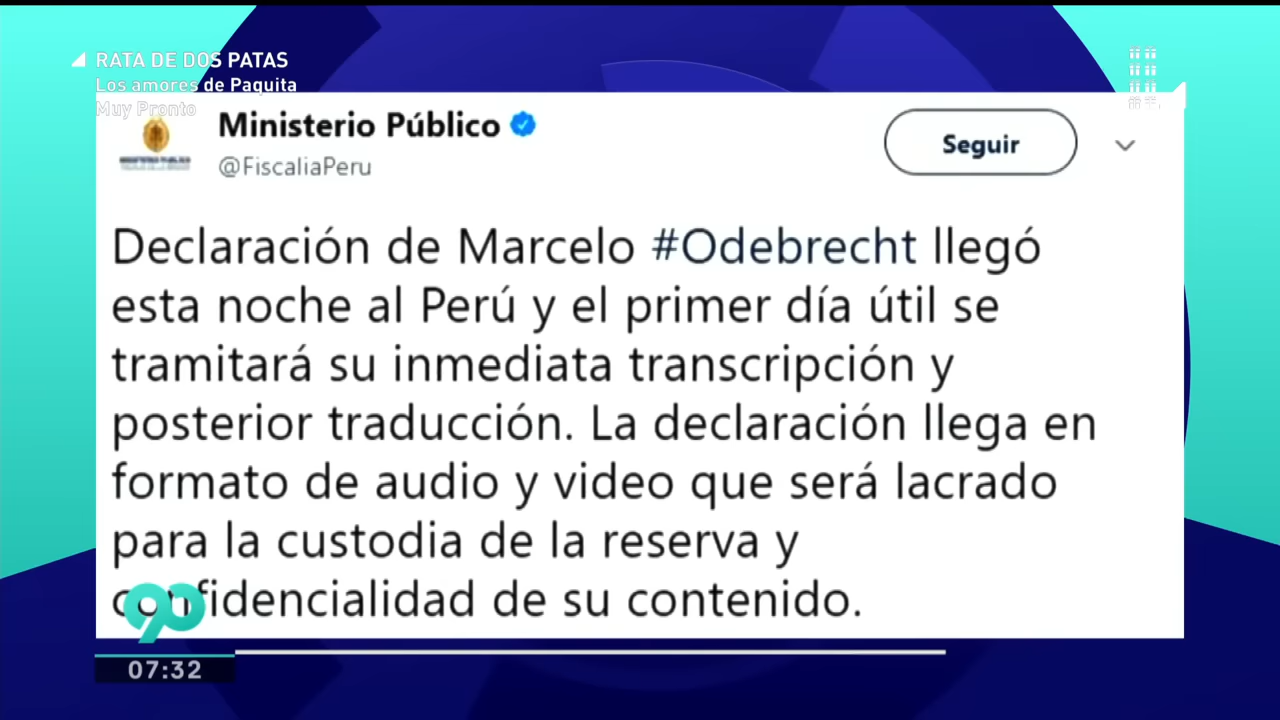 RATA DE DOS PATAS
Los amores de Paquita
Muy Pronto
Ministerio Público
@FiscaliaPeru
Seguir
Declaración de Marcelo #Odebrecht llegó
esta noche al Perú y el primer día útil se
tramitará su inmediata transcripción y
posterior traducción. La declaración llega en
formato de audio y video que será lacrado
para la custodia de la reserva y
confidencialidad de su contenido.
90
07:32